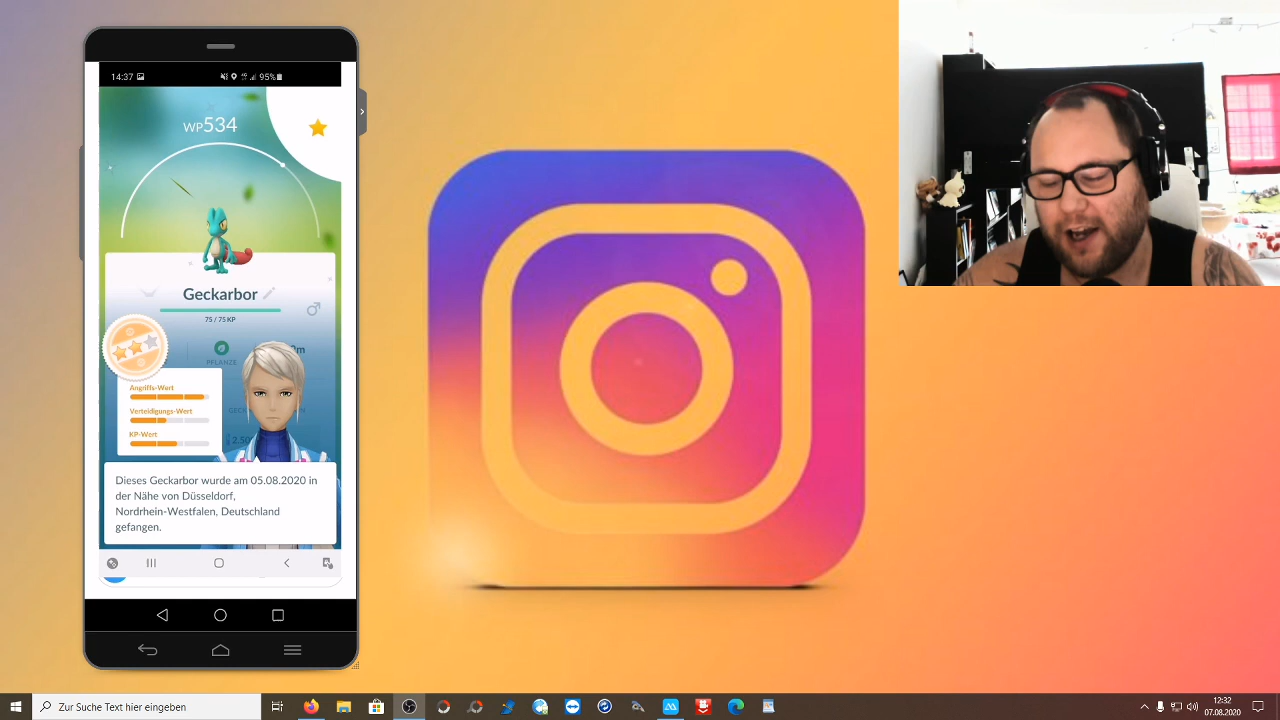 14:37
95%
WP534
Geckarbor
75 / 75 KP
PFLANZE
Angriffs-Wert
Verteidigungs-Wert
KP-Wert
Dieses Geckarbor wurde am 05.08.2020 in
der Nähe von Düsseldorf,
Nordrhein-Westfalen, Deutschland
gefangen.
Zur Suche Text hier eingeben
12:32
07.08.2020